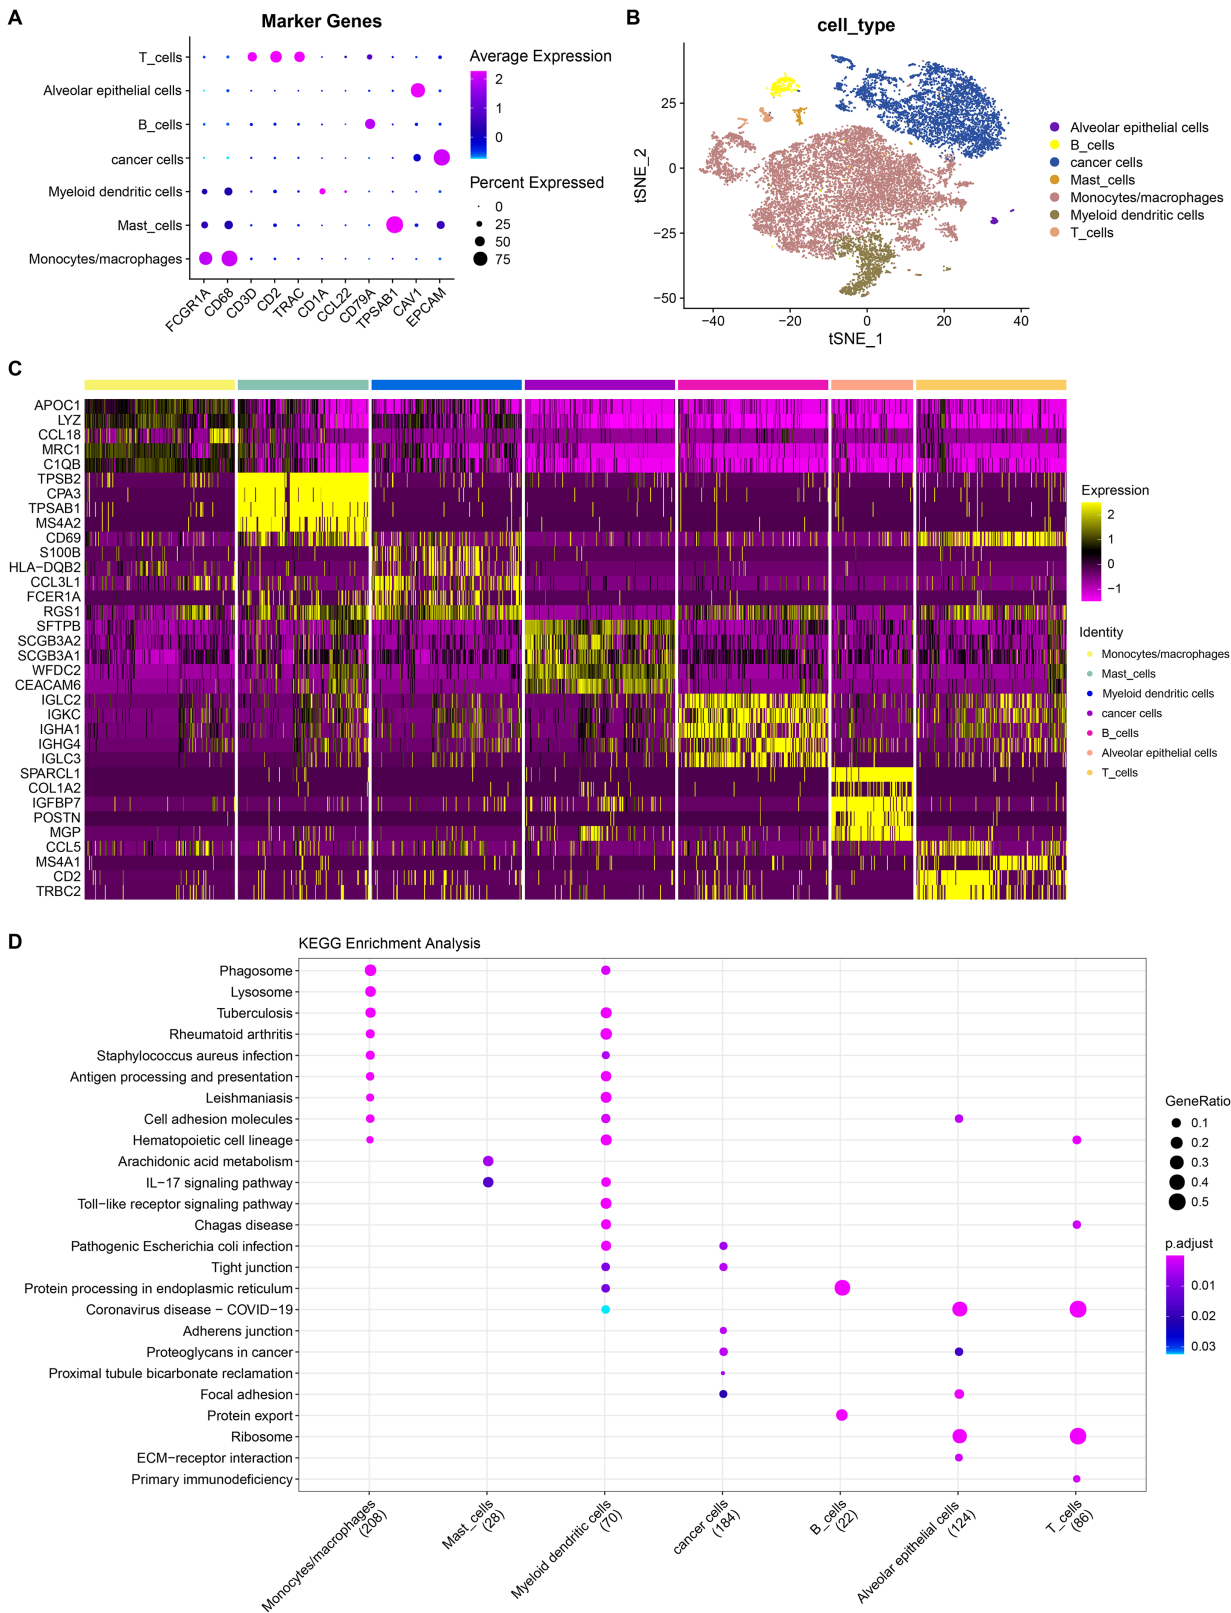 A
Marker Genes
T_cells
Alveolar epithelial cells
B_cells
cancer cells
Myeloid dendritic cells
Mast_cells
Monocytes/macrophages
FCGR1A
CD68
CD3D
CD2
TRAC
CD1A
CCL22
CD79A
TPSAB1
CAV1
EPCAM
Average Expression
2
1
0
Percent Expressed
0
25
50
75
B
cell_type
tSNE_2
25
0
−25
−50
−40
−20
0
20
40
tSNE_1
Alveolar epithelial cells
B_cells
cancer cells
Mast_cells
Monocytes/macrophages
Myeloid dendritic cells
T_cells
C
APOC1
LYZ
CCL18
MRC1
C1QB
TPSB2
CPA3
TPSAB1
MS4A2
CD69
S100B
HLA−DQB2
CCL3L1
FCER1A
RGS1
SFTPB
SCGB3A2
SCGB3A1
WFDC2
CEACAM6
IGLC2
IGKC
IGHA1
IGHG4
IGLC3
SPARCL1
COL1A2
IGFBP7
POSTN
MGP
CCL5
MS4A1
CD2
TRBC2
Expression
2
1
0
−1
Identity
Monocytes/macrophages
Mast_cells
Myeloid dendritic cells
cancer cells
B_cells
Alveolar epithelial cells
T_cells
D
KEGG Enrichment Analysis
Phagosome
Lysosome
Tuberculosis
Rheumatoid arthritis
Staphylococcus aureus infection
Antigen processing and presentation
Leishmaniasis
Cell adhesion molecules
Hematopoietic cell lineage
Arachidonic acid metabolism
IL−17 signaling pathway
Toll−like receptor signaling pathway
Chagas disease
Pathogenic Escherichia coli infection
Tight junction
Protein processing in endoplasmic reticulum
Coronavirus disease − COVID−19
Adherens junction
Proteoglycans in cancer
Proximal tubule bicarbonate reclamation
Focal adhesion
Protein export
Ribosome
ECM−receptor interaction
Primary immunodeficiency
Monocytes/macrophages
(208)
Mast_cells
(28)
Myeloid dendritic cells
(70)
cancer cells
(184)
B_cells
(22)
Alveolar epithelial cells
(124)
T_cells
(86)
GeneRatio
0.1
0.2
0.3
0.4
0.5
p.adjust
0.01
0.02
0.03